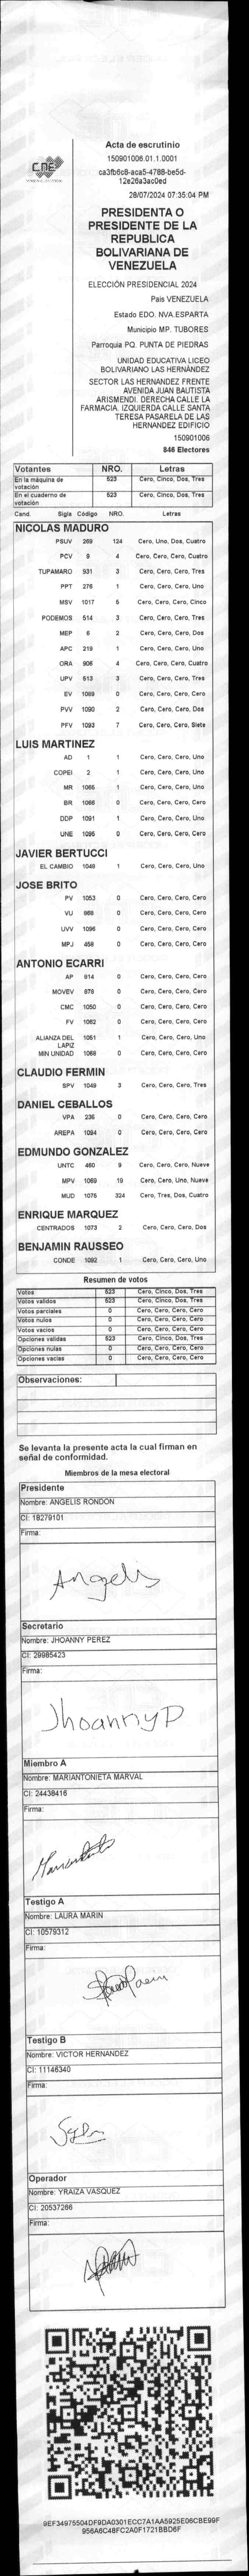 Acta de escrutinio
150901006.01.1.0001
ca3fb6c8-aca5-4788-be5d-
12e26a3ac0ed
28/07/2024 07:35:04 PM
CNE
PRESIDENTA O
PRESIDENTE DE LA
REPUBLICA
BOLIVARIANA DE
VENEZUELA
ELECCIÓN PRESIDENCIAL 2024
País VENEZUELA
Estado EDO. NVA.ESPARTA
Municipio MP. TUBORES
Parroquia PQ. PUNTA DE PIEDRAS
UNIDAD EDUCATIVA LICEO
BOLIVARIANO LAS HERNÁNDEZ
SECTOR LAS HERNANDEZ FRENTE
AVENIDA JUAN BAUTISTA
ARISMENDI. DERECHA CALLE LA
FARMACIA. IZQUIERDA CALLE SANTA
TERESA PASARELA DE LAS
HERNANDEZ EDIFICIO
150901006
846 Electores
Votantes NRO. Letras
En la máquina de votación 523 Cero, Cinco, Dos, Tres
En el cuaderno de votación 523 Cero, Cinco, Dos, Tres
Cand. Sigla Código NRO. Letras
NICOLAS MADURO
PSUV 269 124 Cero, Uno, Dos, Cuatro
PCV 9 4 Cero, Cero, Cero, Cuatro
TUPAMARO 931 3 Cero, Cero, Cero, Tres
PPT 276 1 Cero, Cero, Cero, Uno
MSV 1017 5 Cero, Cero, Cero, Cinco
PODEMOS 514 3 Cero, Cero, Cero, Tres
MEP 6 2 Cero, Cero, Cero, Dos
APC 219 1 Cero, Cero, Cero, Uno
ORA 906 4 Cero, Cero, Cero, Cuatro
UPV 513 3 Cero, Cero, Cero, Tres
EV 1089 0 Cero, Cero, Cero, Cero
PVV 1090 2 Cero, Cero, Cero, Dos
PFV 1093 7 Cero, Cero, Cero, Siete
LUIS MARTINEZ
AD 1 1 Cero, Cero, Cero, Uno
COPEI 2 1 Cero, Cero, Cero, Uno
MR 1065 1 Cero, Cero, Cero, Uno
BR 1066 0 Cero, Cero, Cero, Cero
DDP 1091 1 Cero, Cero, Cero, Uno
UNE 1095 0 Cero, Cero, Cero, Cero
JAVIER BERTUCCI
EL CAMBIO 1048 1 Cero, Cero, Cero, Uno
JOSE BRITO
PV 1053 0 Cero, Cero, Cero, Cero
VU 868 0 Cero, Cero, Cero, Cero
UVV 1096 0 Cero, Cero, Cero, Cero
MPJ 458 0 Cero, Cero, Cero, Cero
ANTONIO ECARRI
AP 814 0 Cero, Cero, Cero, Cero
MOVEV 878 0 Cero, Cero, Cero, Cero
CMC 1050 0 Cero, Cero, Cero, Cero
FV 1062 0 Cero, Cero, Cero, Cero
ALIANZA DEL LAPIZ 1051 1 Cero, Cero, Cero, Uno
MIN UNIDAD 1068 0 Cero, Cero, Cero, Cero
CLAUDIO FERMIN
SPV 1049 3 Cero, Cero, Cero, Tres
DANIEL CEBALLOS
VPA 236 0 Cero, Cero, Cero, Cero
AREPA 1094 0 Cero, Cero, Cero, Cero
EDMUNDO GONZALEZ
UNTC 460 9 Cero, Cero, Cero, Nueve
MPV 1069 19 Cero, Cero, Uno, Nueve
MUD 1075 324 Cero, Tres, Dos, Cuatro
ENRIQUE MARQUEZ
CENTRADOS 1073 2 Cero, Cero, Cero, Dos
BENJAMIN RAUSSEO
CONDE 1092 1 Cero, Cero, Cero, Uno
Resumen de votos
Votos 523 Cero, Cinco, Dos, Tres
Votos validos 523 Cero, Cinco, Dos, Tres
Votos parciales 0 Cero, Cero, Cero, Cero
Votos nulos 0 Cero, Cero, Cero, Cero
Votos vacios 0 Cero, Cero, Cero, Cero
Opciones validas 523 Cero, Cinco, Dos, Tres
Opciones nulas 0 Cero, Cero, Cero, Cero
Opciones vacias 0 Cero, Cero, Cero, Cero
Observaciones:
Se levanta la presente acta la cual firman en
señal de conformidad.
Miembros de la mesa electoral
Presidente
Nombre: ANGELIS RONDON
CI: 18279101
Firma:
Angelis
Secretario
Nombre: JHOANNY PEREZ
CI: 29985423
Firma:
Jhoanny P
Miembro A
Nombre: MARIANTONIETA MARVAL
CI: 24438416
Firma:
Testigo A
Nombre: LAURA MARIN
CI: 10579312
Firma:
Testigo B
Nombre: VICTOR HERNANDEZ
CI: 11146340
Firma:
Operador
Nombre: YRAIZA VASQUEZ
CI: 20537266
Firma:
9EF34975504DF9DA0301ECC7A1AA5925E06CBE99F
956A6C48FC2A0F1721BBD6F